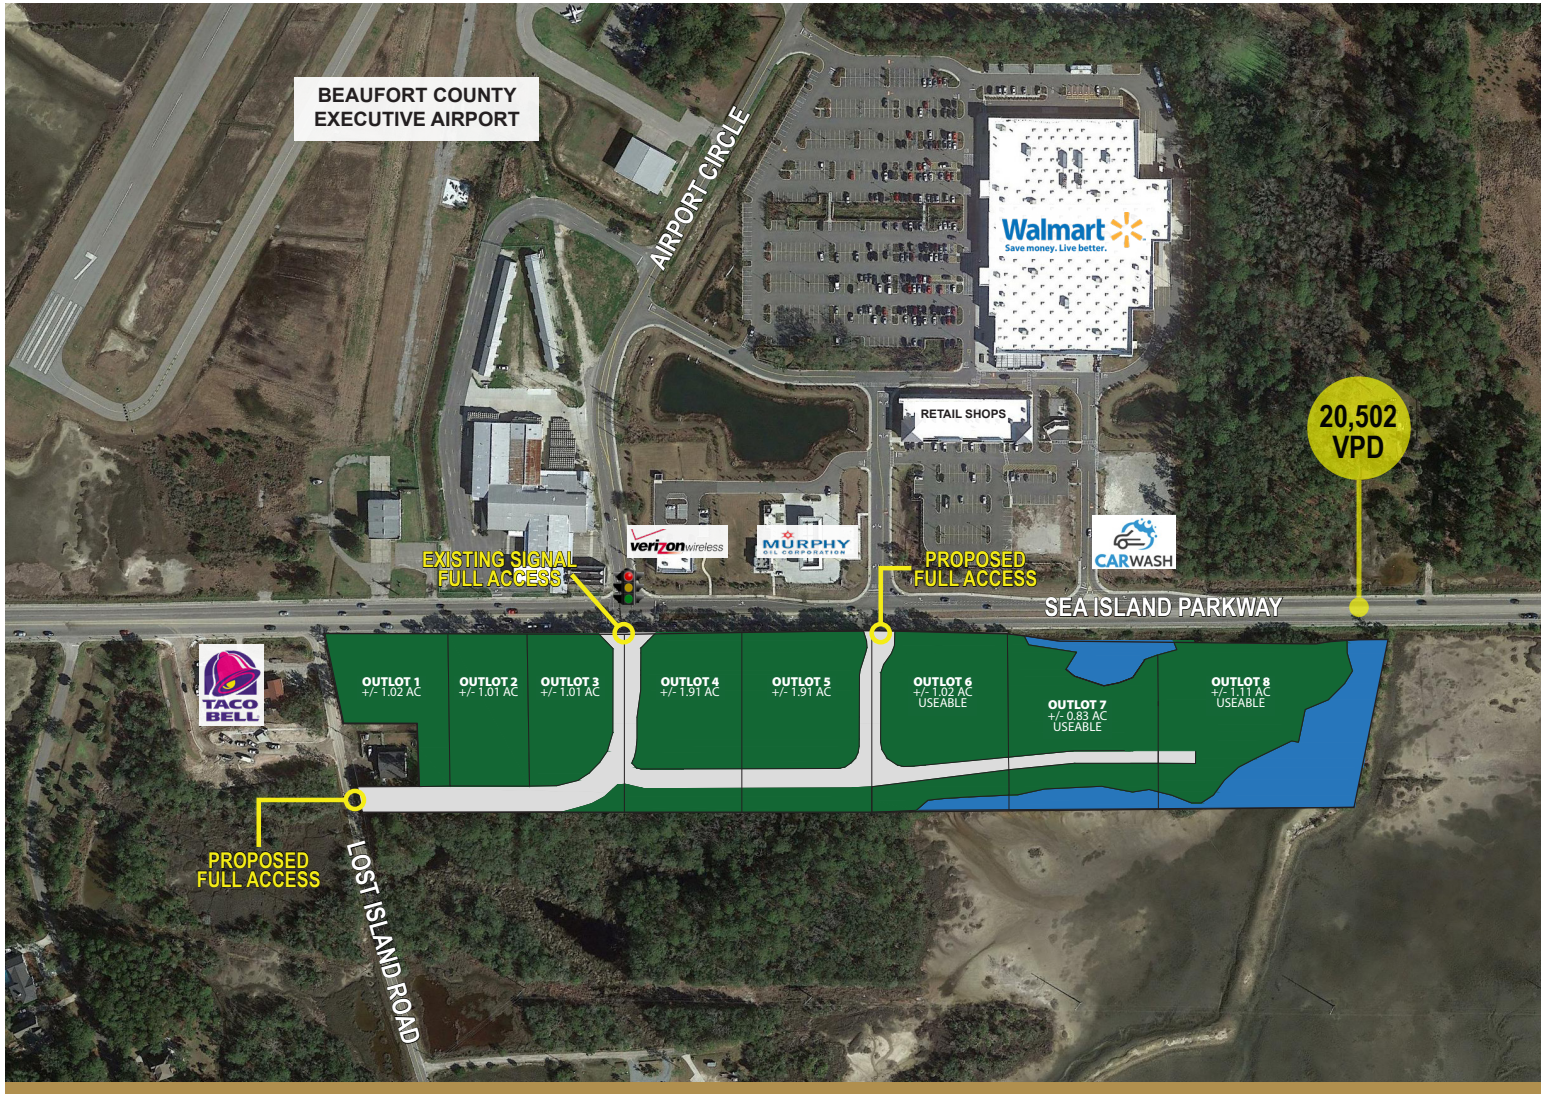 BEAUFORT COUNTY
EXECUTIVE AIRPORT
AIRPORT CIRCLE
Walmart
Save money. Live better.
RETAIL SHOPS
20,502
VPD
EXISTING SIGNAL
FULL ACCESS
verizonwireless
MURPHY
OIL CORPORATION
PROPOSED
FULL ACCESS
CARWASH
SEA ISLAND PARKWAY
TACO
BELL
OUTLOT 1
+/- 1.02 AC
OUTLOT 2
+/- 1.01 AC
OUTLOT 3
+/- 1.01 AC
OUTLOT 4
+/- 1.91 AC
OUTLOT 5
+/- 1.91 AC
OUTLOT 6
+/- 1.02 AC
USEABLE
OUTLOT 7
+/- 0.83 AC
USEABLE
OUTLOT 8
+/- 1.11 AC
USEABLE
PROPOSED
FULL ACCESS
LOST ISLAND ROAD
7